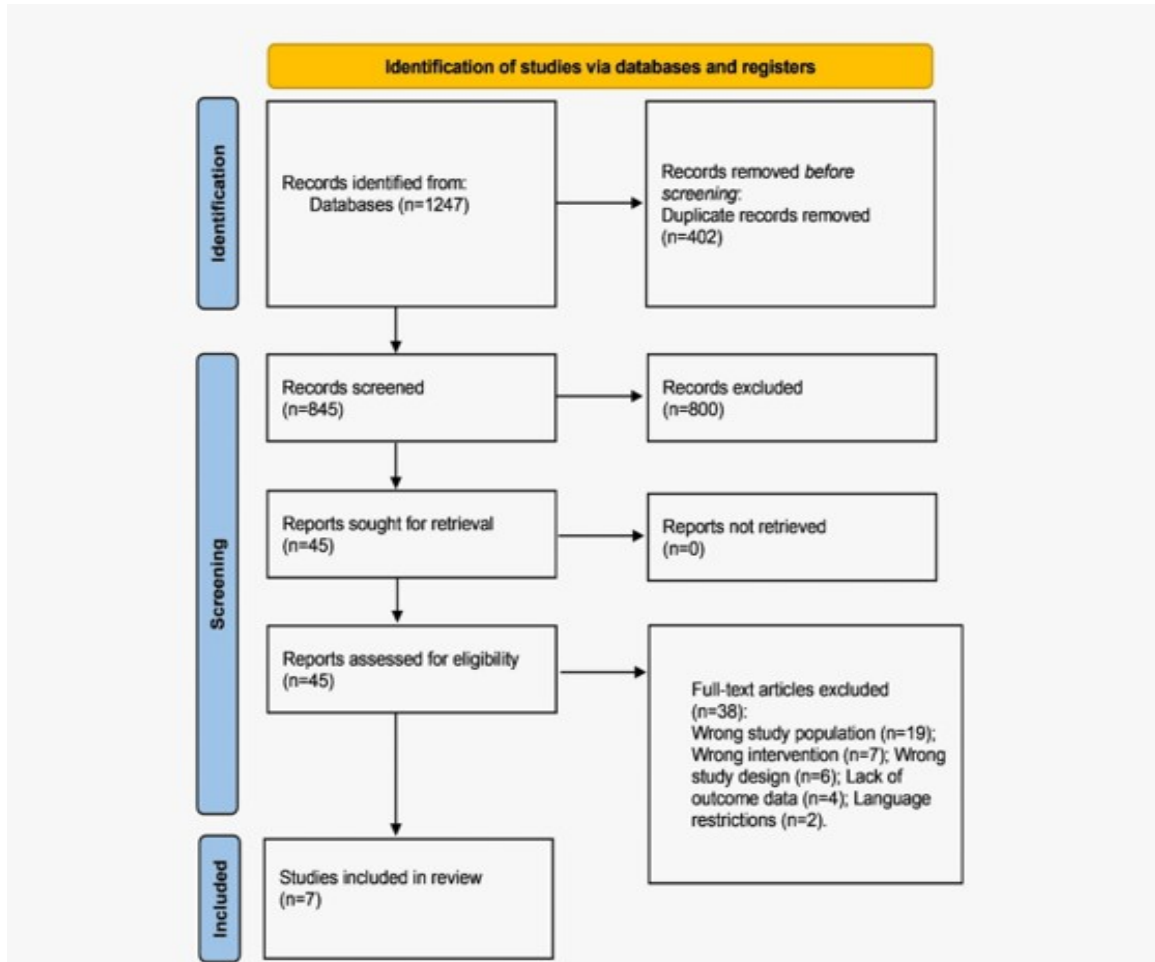 Identification of studies via databases and registers
Identification
Records identified from:
Databases (n=1247)
Records removed before
screening:
Duplicate records removed
(n=402)
Screening
Records screened
(n=845)
Records excluded
(n=800)
Reports sought for retrieval
(n=45)
Reports not retrieved
(n=0)
Reports assessed for eligibility
(n=45)
Full-text articles excluded
(n=38):
Wrong study population (n=19);
Wrong intervention (n=7); Wrong
study design (n=6); Lack of
outcome data (n=4); Language
restrictions (n=2).
Included
Studies included in review
(n=7)